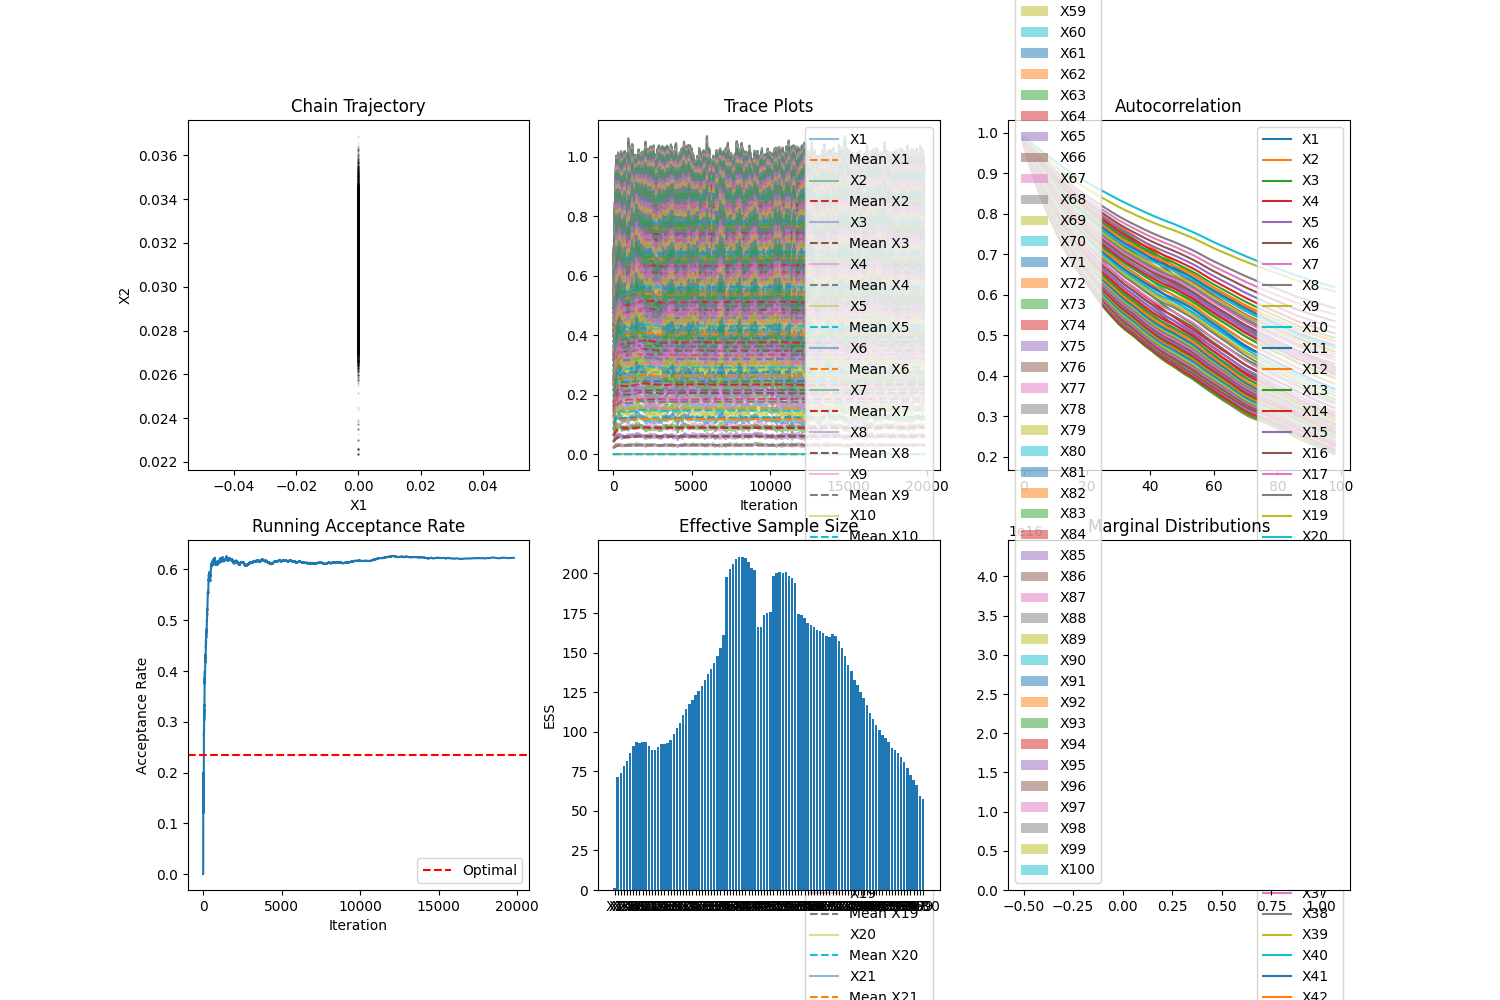 Chain Trajectory
0.036
0.034
0.032
0.030
0.028
0.026
0.024
0.022
X2
−0.04
−0.02
0.00
0.02
0.04
X1
Trace Plots
1.0
0.8
0.6
0.4
0.2
0.0
0
5000
10000
15000
20000
Iteration
X1
Mean X1
X2
Mean X2
X3
Mean X3
X4
Mean X4
X5
Mean X5
X6
Mean X6
X7
Mean X7
X8
Mean X8
X9
Mean X9
X10
Mean X10
X19
Mean X19
X20
Mean X20
X21
Mean X21
Autocorrelation
1.0
0.9
0.8
0.7
0.6
0.5
0.4
0.3
0.2
0
20
40
60
80
100
X1
X2
X3
X4
X5
X6
X7
X8
X9
X10
X11
X12
X13
X14
X15
X16
X17
X18
X19
X20
X37
X38
X39
X40
X41
X42
Running Acceptance Rate
0.6
0.5
0.4
0.3
0.2
0.1
0.0
Acceptance Rate
0
5000
10000
15000
20000
Iteration
Optimal
Effective Sample Size
200
175
150
125
100
75
50
25
0
ESS
Marginal Distributions
1e16
4.0
3.5
3.0
2.5
2.0
1.5
1.0
0.5
0.0
−0.50
−0.25
0.00
0.25
0.50
0.75
1.00
X59
X60
X61
X62
X63
X64
X65
X66
X67
X68
X69
X70
X71
X72
X73
X74
X75
X76
X77
X78
X79
X80
X81
X82
X83
X84
X85
X86
X87
X88
X89
X90
X91
X92
X93
X94
X95
X96
X97
X98
X99
X100